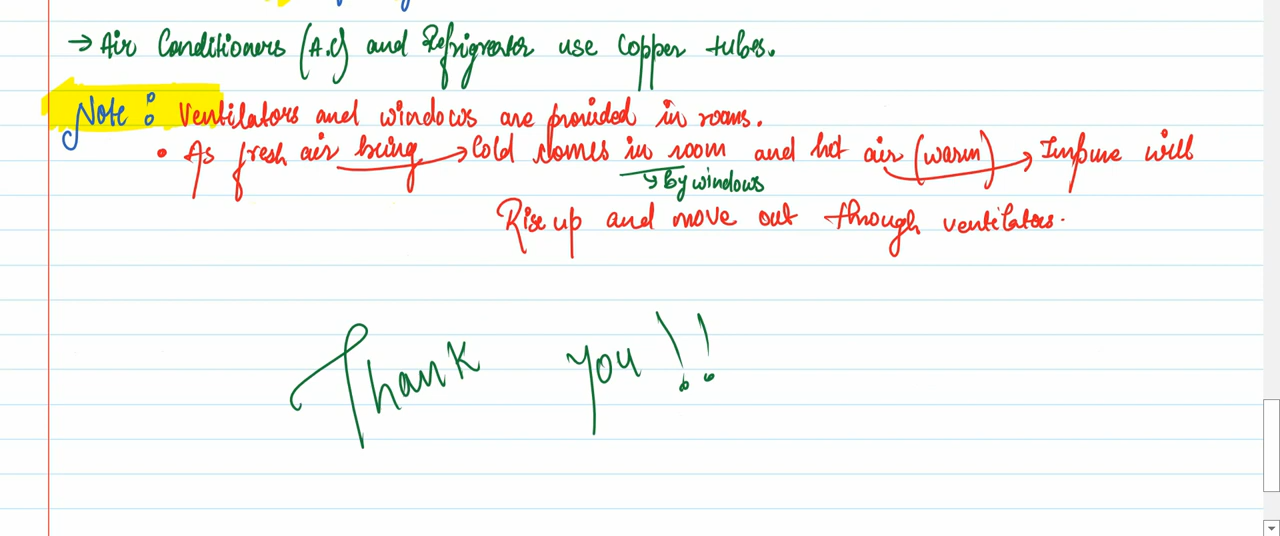 → Air Conditioners (A.C) and Refrigreator use Copper tubes.
Note : Ventilators and windows are provided in rooms.
• As fresh air being → Cold comes in room and hot air (warm) → Impure will
↳ by windows
Rise up and move out through ventilators.
Thank you!!